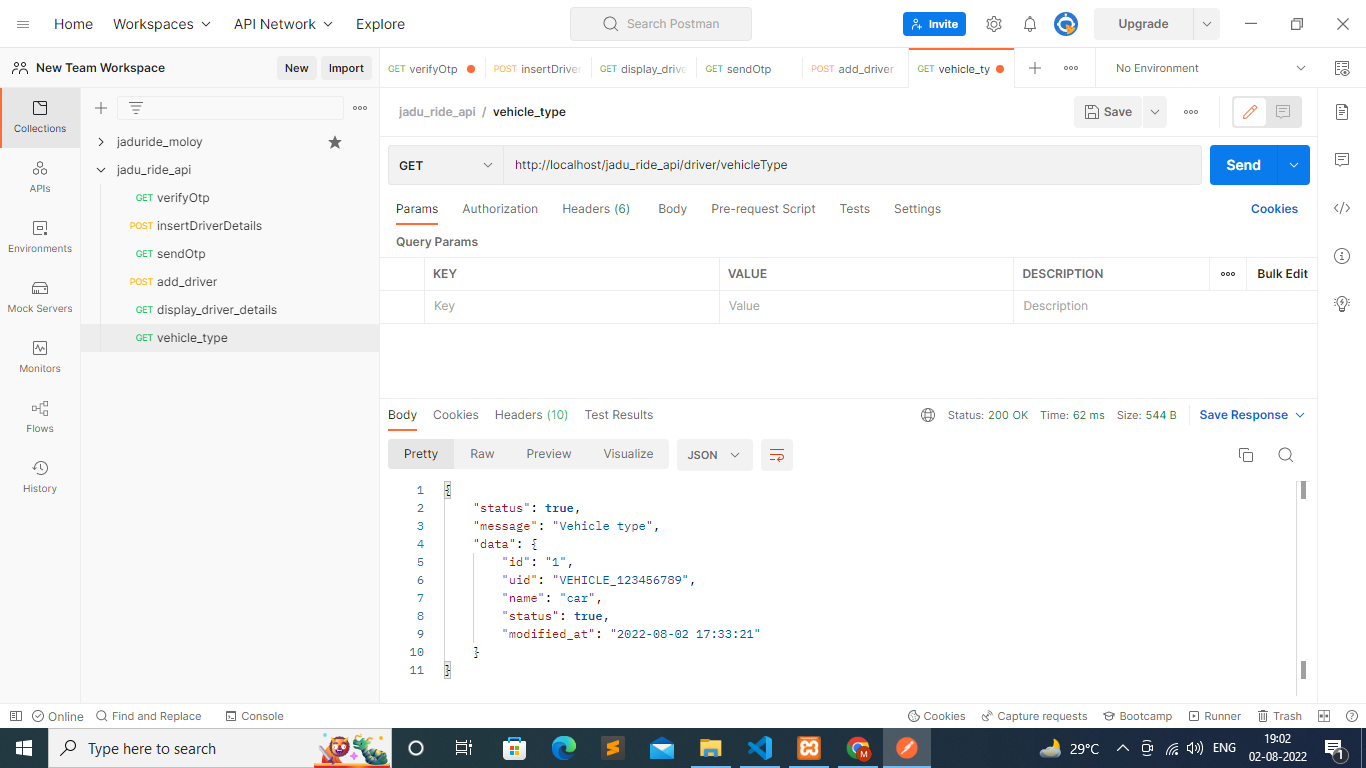 Home Workspaces API Network Explore Search Postman Invite Upgrade
New Team Workspace New Import
GET verifyOtp POST insertDriver GET display_drive GET sendOtp POST add_driver GET vehicle_ty No Environment
Collections
APIs
Environments
Mock Servers
Monitors
Flows
History
jaduride_moloy
jadu_ride_api
GET verifyOtp
POST insertDriverDetails
GET sendOtp
POST add_driver
GET display_driver_details
GET vehicle_type
jadu_ride_api / vehicle_type Save
GET http://localhost/jadu_ride_api/driver/vehicleType Send
Params Authorization Headers (6) Body Pre-request Script Tests Settings Cookies
Query Params
KEY VALUE DESCRIPTION Bulk Edit
Key Value Description
Body Cookies Headers (10) Test Results Status: 200 OK Time: 62 ms Size: 544 B Save Response
Pretty Raw Preview Visualize JSON
1 {
2 "status": true,
3 "message": "Vehicle type",
4 "data": {
5 "id": "1",
6 "uid": "VEHICLE_123456789",
7 "name": "car",
8 "status": true,
9 "modified_at": "2022-08-02 17:33:21"
10 }
11 }
Online Find and Replace Console Cookies Capture requests Bootcamp Runner Trash
Type here to search 29°C ENG 19:02
02-08-2022 1